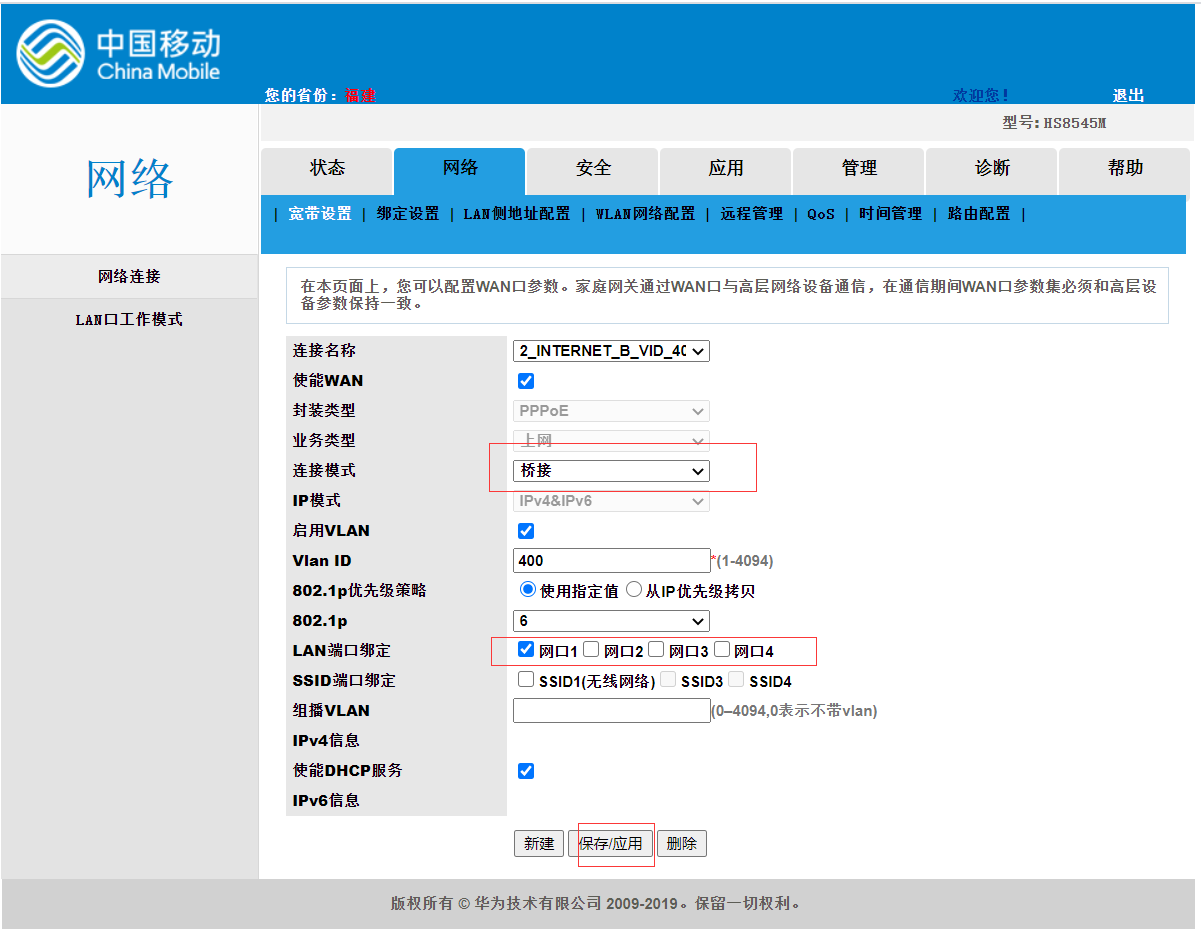 中国移动
China Mobile
您的省份：福建
欢迎您！
退出
型号: HS8545M
网络
状态 网络 安全 应用 管理 诊断 帮助
| 宽带设置 | 绑定设置 | LAN侧地址配置 | WLAN网络配置 | 远程管理 | QoS | 时间管理 | 路由配置 |
网络连接
LAN口工作模式
在本页面上，您可以配置WAN口参数。家庭网关通过WAN口与高层网络设备通信，在通信期间WAN口参数集必须和高层设
备参数保持一致。
连接名称 2_INTERNET_B_VID_40
使能WAN
封装类型 PPPoE
业务类型 上网
连接模式 桥接
IP模式 IPv4&IPv6
启用VLAN
Vlan ID 400 *(1-4094)
802.1p优先级策略 使用指定值 从IP优先级拷贝
802.1p 6
LAN端口绑定 网口1 网口2 网口3 网口4
SSID端口绑定 SSID1(无线网络) SSID3 SSID4
组播VLAN (0–4094,0表示不带vlan)
IPv4信息
使能DHCP服务
IPv6信息
新建 保存/应用 删除
版权所有 © 华为技术有限公司 2009-2019。保留一切权利。